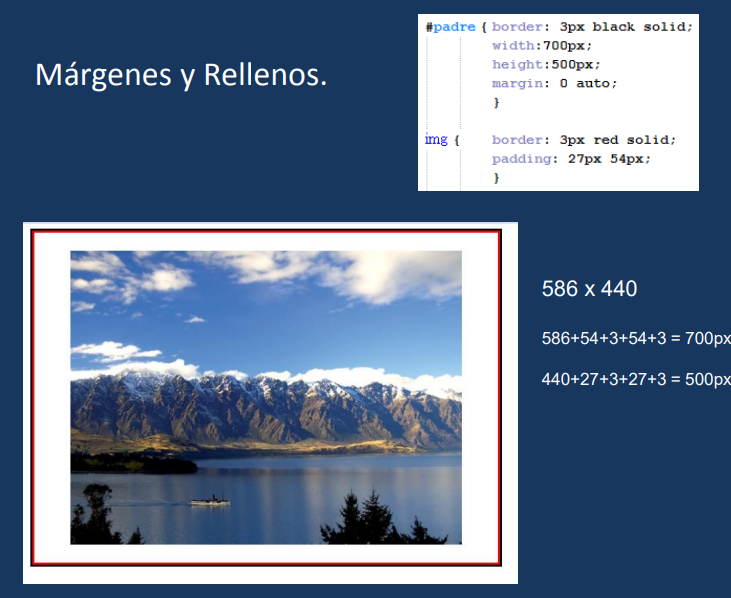 Márgenes y Rellenos.
#padre { border: 3px black solid;
width:700px;
height:500px;
margin: 0 auto;
}
img { border: 3px red solid;
padding: 27px 54px;
}
586 x 440
586+54+3+54+3 = 700px
440+27+3+27+3 = 500px